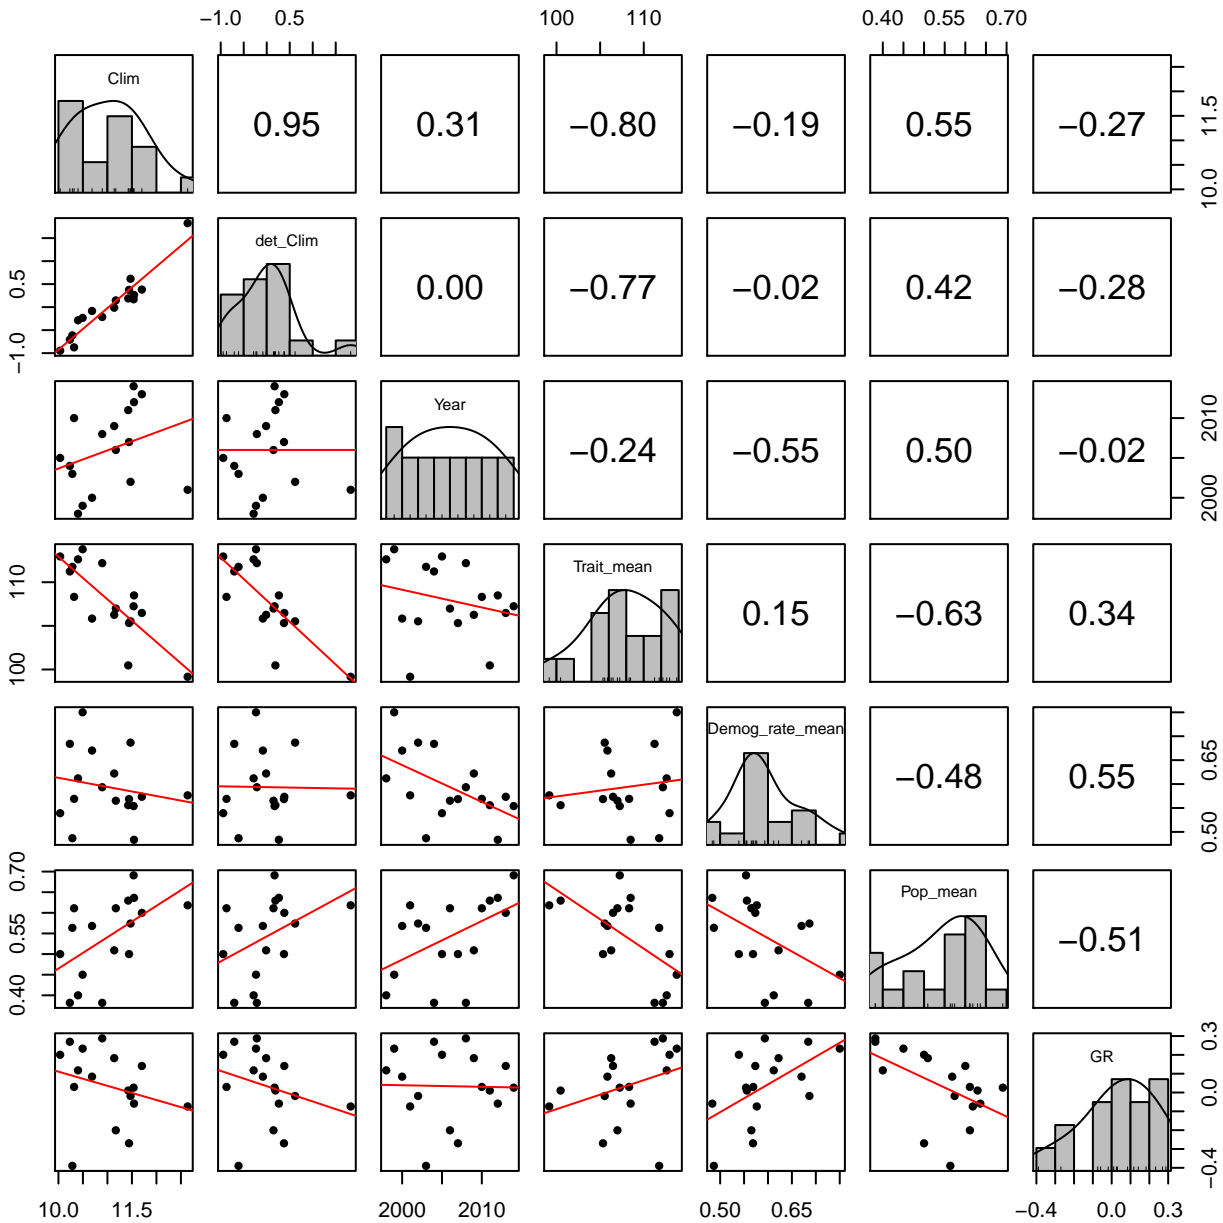 −1.0 0.5 100 110 0.40 0.55 0.70
Clim 0.95 0.31 −0.80 −0.19 0.55 −0.27 10.0 11.5
−1.0 0.5 det_Clim 0.00 −0.77 −0.02 0.42 −0.28
Year −0.24 −0.55 0.50 −0.02 2000 2010
100 110 Trait_mean 0.15 −0.63 0.34
Demog_rate_mean −0.48 0.55 0.50 0.65
0.40 0.55 0.70 Pop_mean −0.51
GR −0.4 0.0 0.3
10.0 11.5 2000 2010 0.50 0.65 −0.4 0.0 0.3